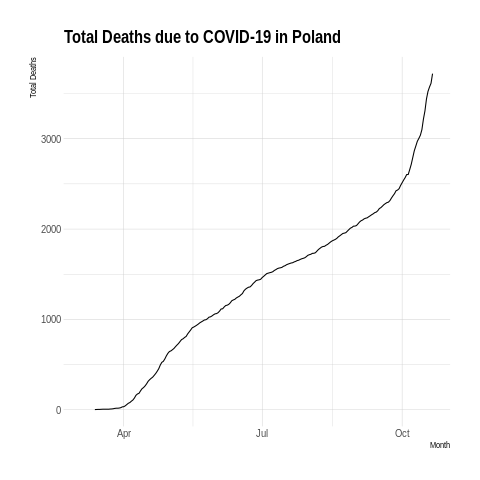 Total Deaths due to COVID-19 in Poland
Total Deaths
3000
2000
1000
0
Apr
Jul
Oct
Month